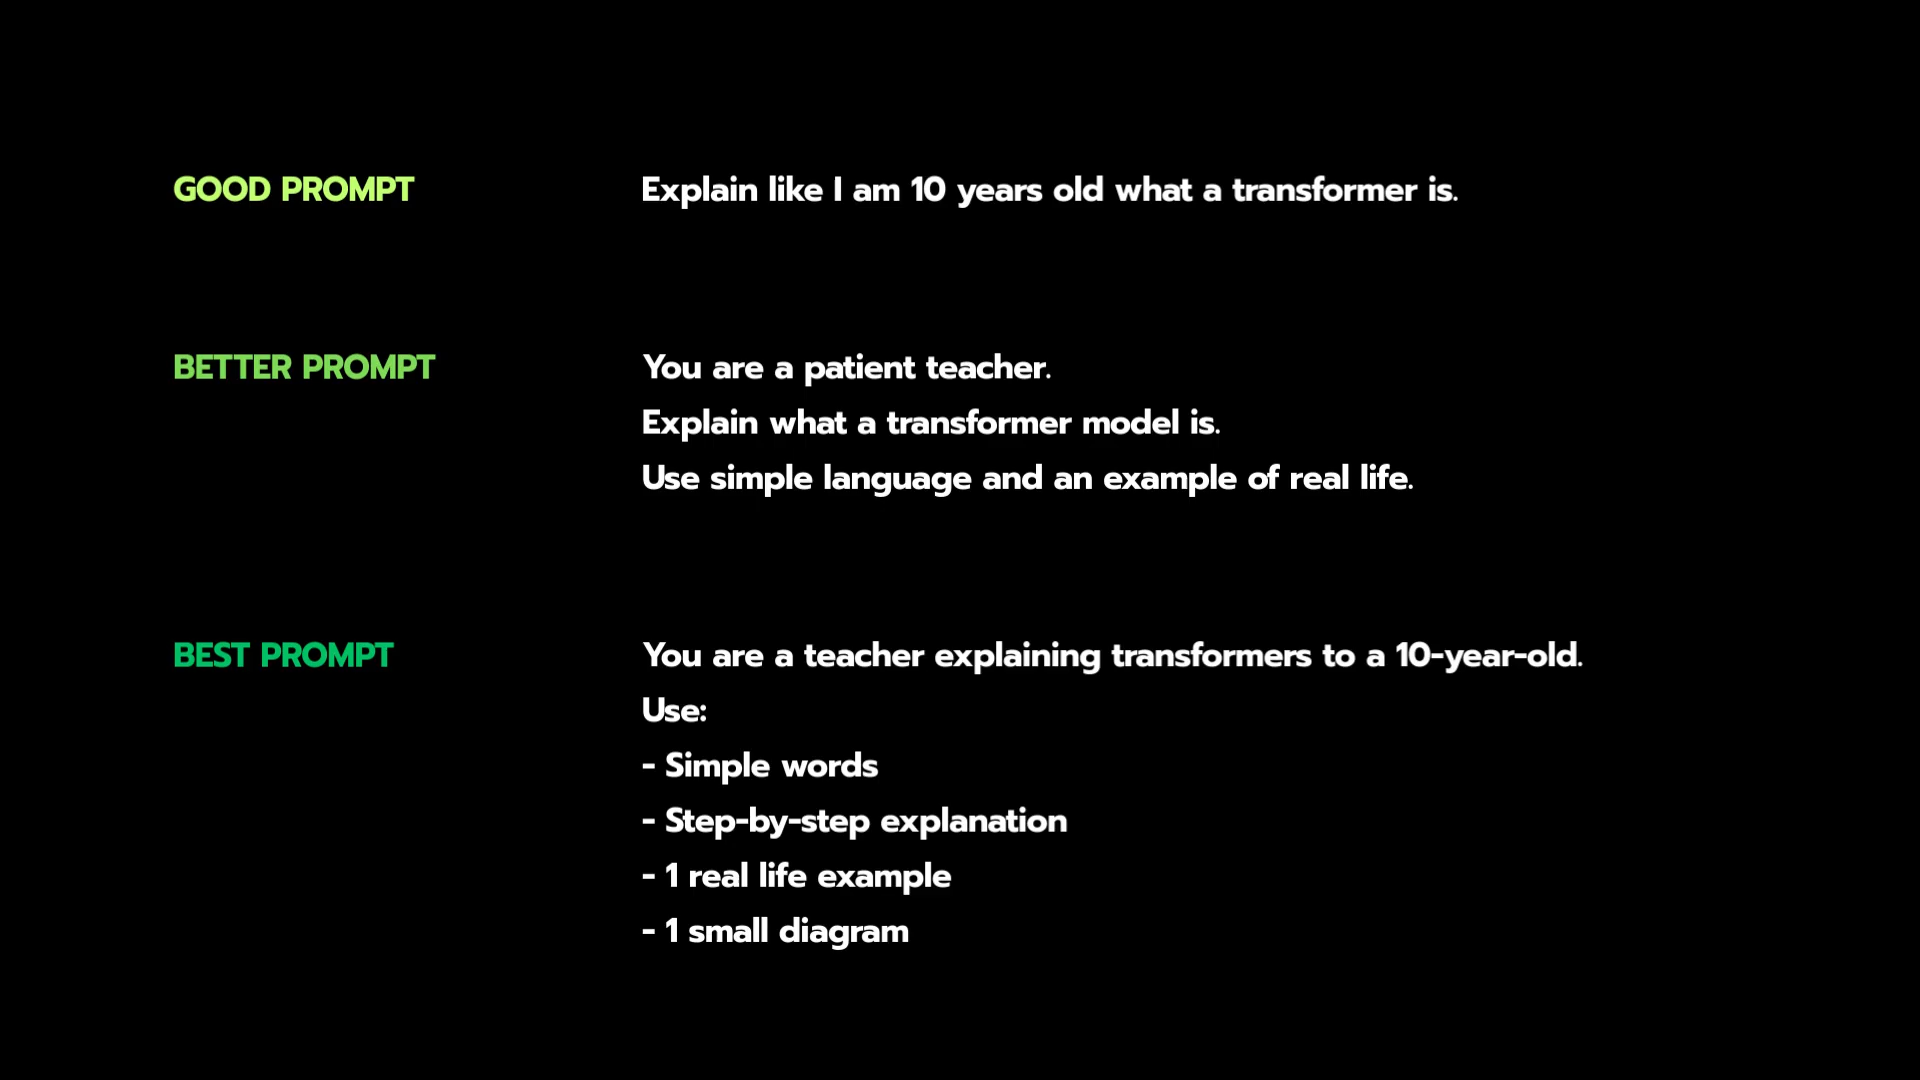 GOOD PROMPT
Explain like I am 10 years old what a transformer is.
BETTER PROMPT
You are a patient teacher.
Explain what a transformer model is.
Use simple language and an example of real life.
BEST PROMPT
You are a teacher explaining transformers to a 10-year-old.
Use:
- Simple words
- Step-by-step explanation
- 1 real life example
- 1 small diagram